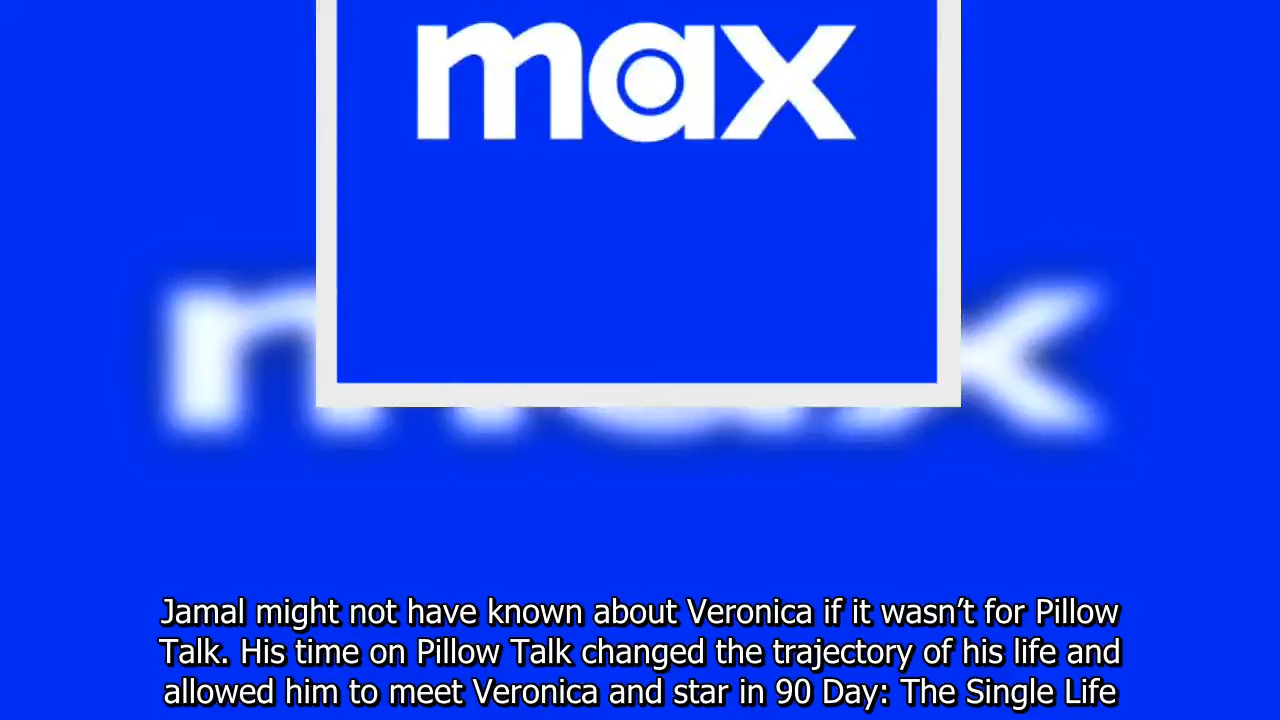 max
max
Jamal might not have known about Veronica if it wasn’t for Pillow
Talk. His time on Pillow Talk changed the trajectory of his life and
allowed him to meet Veronica and star in 90 Day: The Single Life